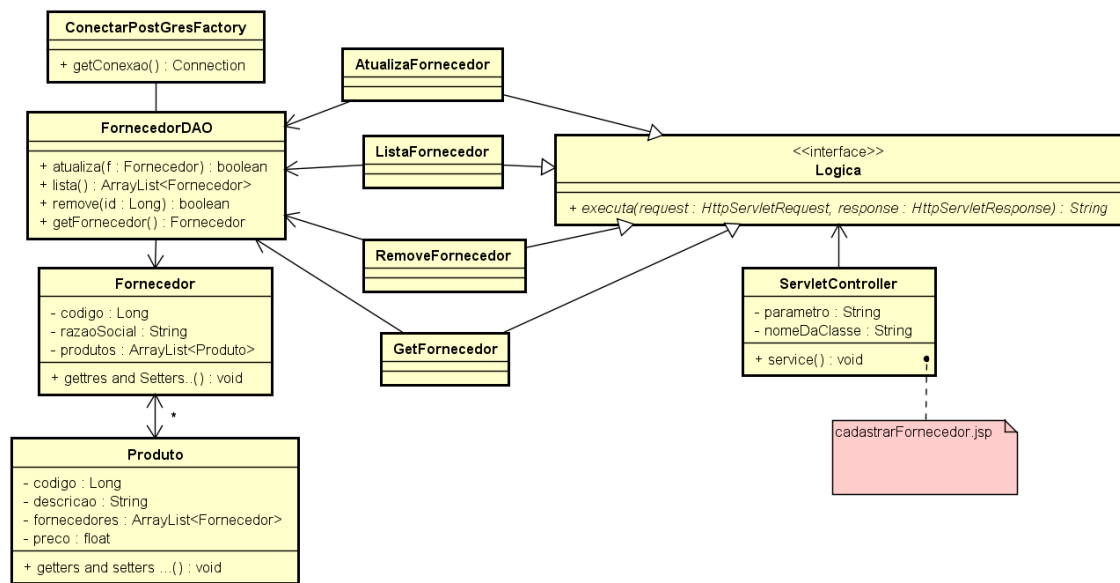 ConectarPostGresFactory
+ getConexao() : Connection
AtualizaFornecedor
FornecedorDAO
+ atualiza(f : Fornecedor) : boolean
+ lista() : ArrayList<Fornecedor>
+ remove(id : Long) : boolean
+ getFornecedor() : Fornecedor
ListaFornecedor
<<interface>>
Logica
+ executa(request : HttpServletRequest, response : HttpServletResponse) : String
RemoveFornecedor
Fornecedor
- codigo : Long
- razaoSocial : String
- produtos : ArrayList<Produto>
+ gettres and Setters..() : void
GetFornecedor
ServletController
- parametro : String
- nomeDaClasse : String
+ service() : void
*
cadastrarFornecedor.jsp
Produto
- codigo : Long
- descricao : String
- fornecedores : ArrayList<Fornecedor>
- preco : float
+ getters and setters ...() : void